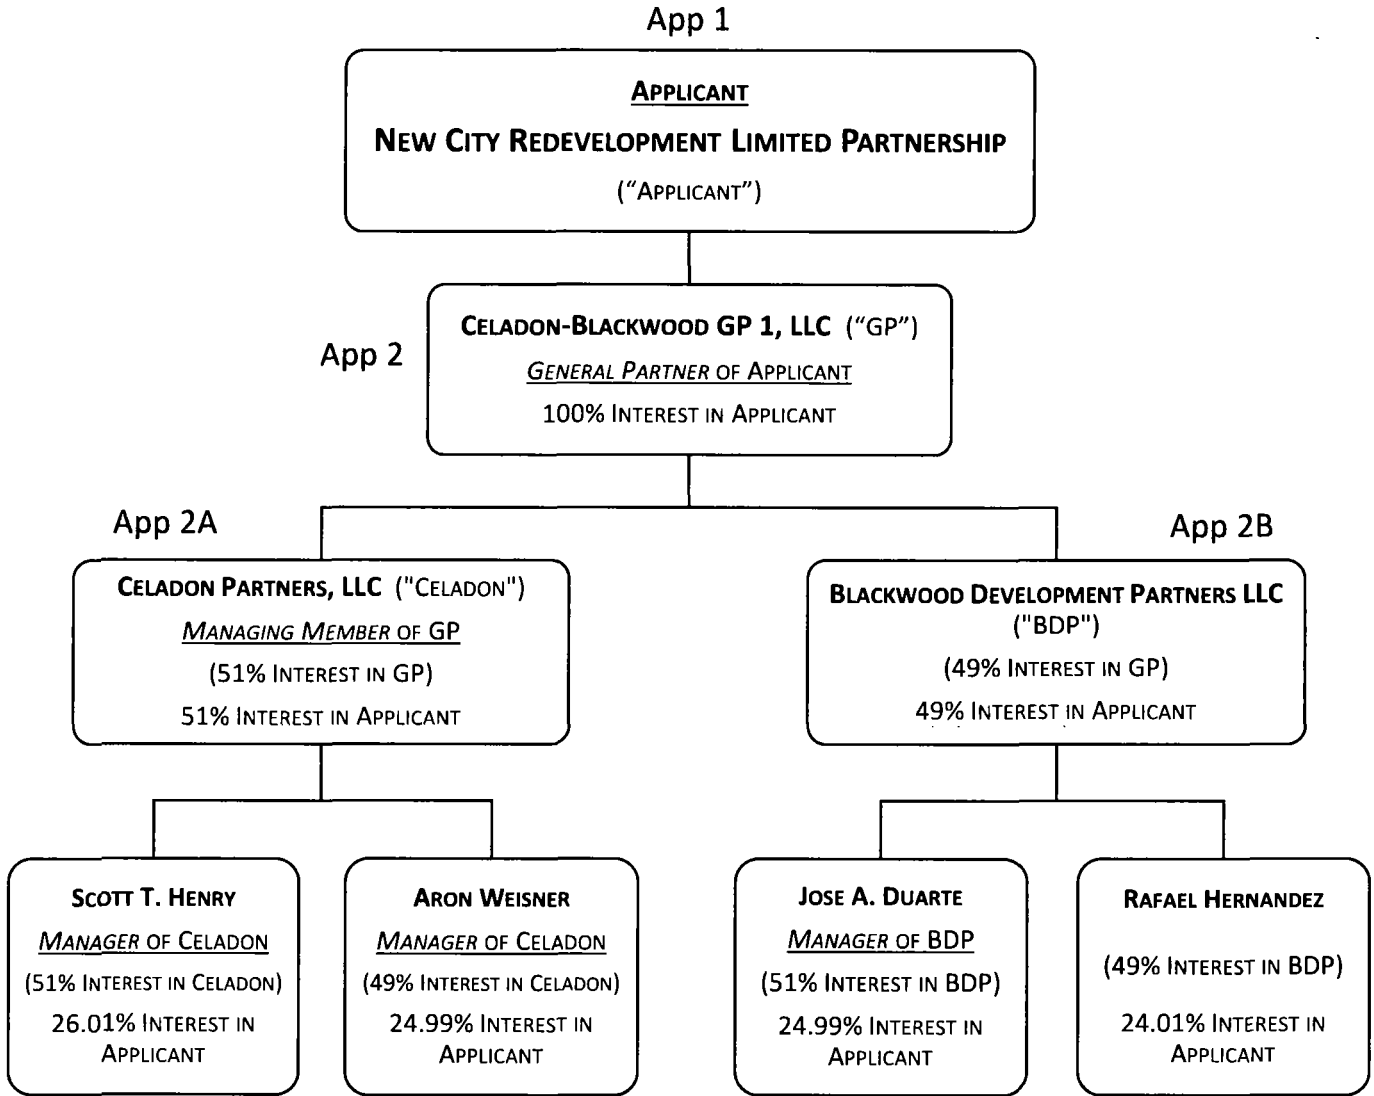 App 1
APPLICANT
NEW CITY REDEVELOPMENT LIMITED PARTNERSHIP
("APPLICANT")
App 2
CELADON-BLACKWOOD GP 1, LLC ("GP")
GENERAL PARTNER OF APPLICANT
100% INTEREST IN APPLICANT
App 2A
CELADON PARTNERS, LLC ("CELADON")
MANAGING MEMBER OF GP
(51% INTEREST IN GP)
51% INTEREST IN APPLICANT
App 2B
BLACKWOOD DEVELOPMENT PARTNERS LLC
("BDP")
(49% INTEREST IN GP)
49% INTEREST IN APPLICANT
SCOTT T. HENRY
MANAGER OF CELADON
(51% INTEREST IN CELADON)
26.01% INTEREST IN
APPLICANT
ARON WEISNER
MANAGER OF CELADON
(49% INTEREST IN CELADON)
24.99% INTEREST IN
APPLICANT
JOSE A. DUARTE
MANAGER OF BDP
(51% INTEREST IN BDP)
24.99% INTEREST IN
APPLICANT
RAFAEL HERNANDEZ
(49% INTEREST IN BDP)
24.01% INTEREST IN
APPLICANT